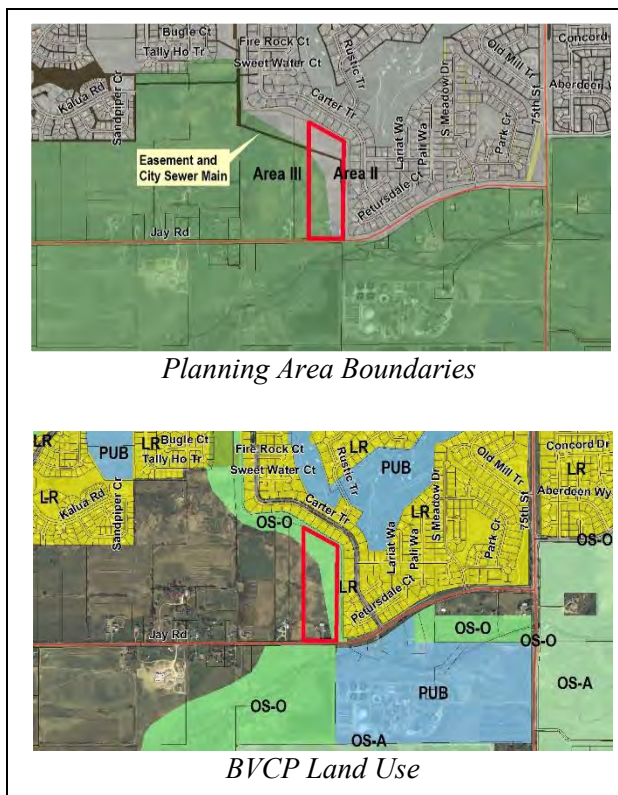 Bugle Ct
Tally Ho Tr
Kalua Rd
Sandpiper Cr
Fire Rock Ct
Sweet Water Ct
Rustic Tr
Carter Tr
Lariat Wa
Pali Wa
S Meadow Dr
Old Mill Tr
Park Cr
75th St
Concord
Aberdeen W
Petursdale Ct
Easement and
City Sewer Main
Area III
Area II
Jay Rd
Planning Area Boundaries
LR
PUB
LR
Bugle Ct
Tally Ho Tr
LR
Kalua Rd
Sandpiper Cr
Fire Rock Ct
Sweet Water Ct
LR
Rustic Tr
PUB
Carter Tr
OS-O
LR
Lariat Wa
Pali Wa
LR
S Meadow Dr
Old Mill Tr
Park Cr
75th St
Concord Dr
LR
Aberdeen Wy
OS-O
Petursdale Ct
Jay Rd
OS-O
OS-O
OS-O
PUB
OS-A
OS-A
BVCP Land Use